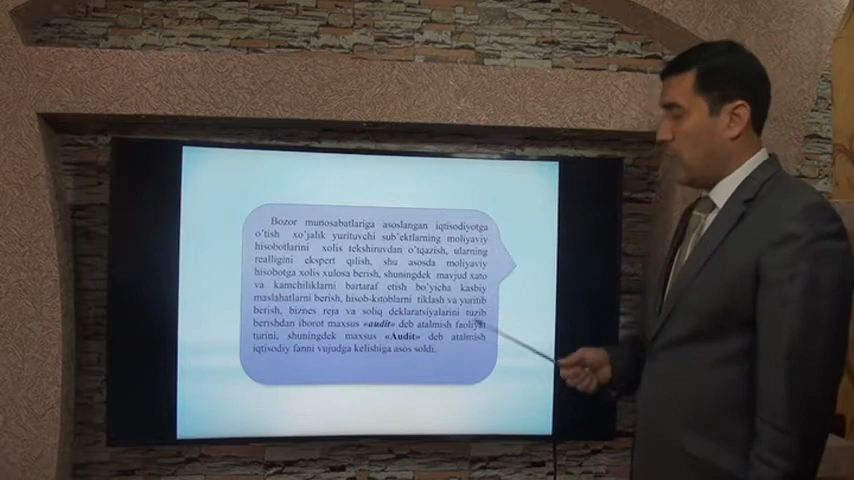 Bozor munosabatlariga asoslangan iqtisodiyotga
o'tish xo'jalik yurituvchi sub'ektlarning moliyaviy
hisobotlarini xolis tekshiruvdan o'tqazish, ularning
realligini ekspert qilish, shu asosda moliyaviy
hisobotga xolis xulosa berish, shuningdek mavjud xato
va kamchiliklarni bartaraf etish bo'yicha kasbiy
maslahatlarni berish, hisob-kitoblarni tiklash va yuritib
berish, biznes reja va soliq deklaratsiyalarini tuzib
berishdan iborat maxsus «audit» deb atalmish faoliyat
turini, shuningdek maxsus «Audit» deb atalmish
iqtisodiy fanni vujudga kelishiga asos soldi.